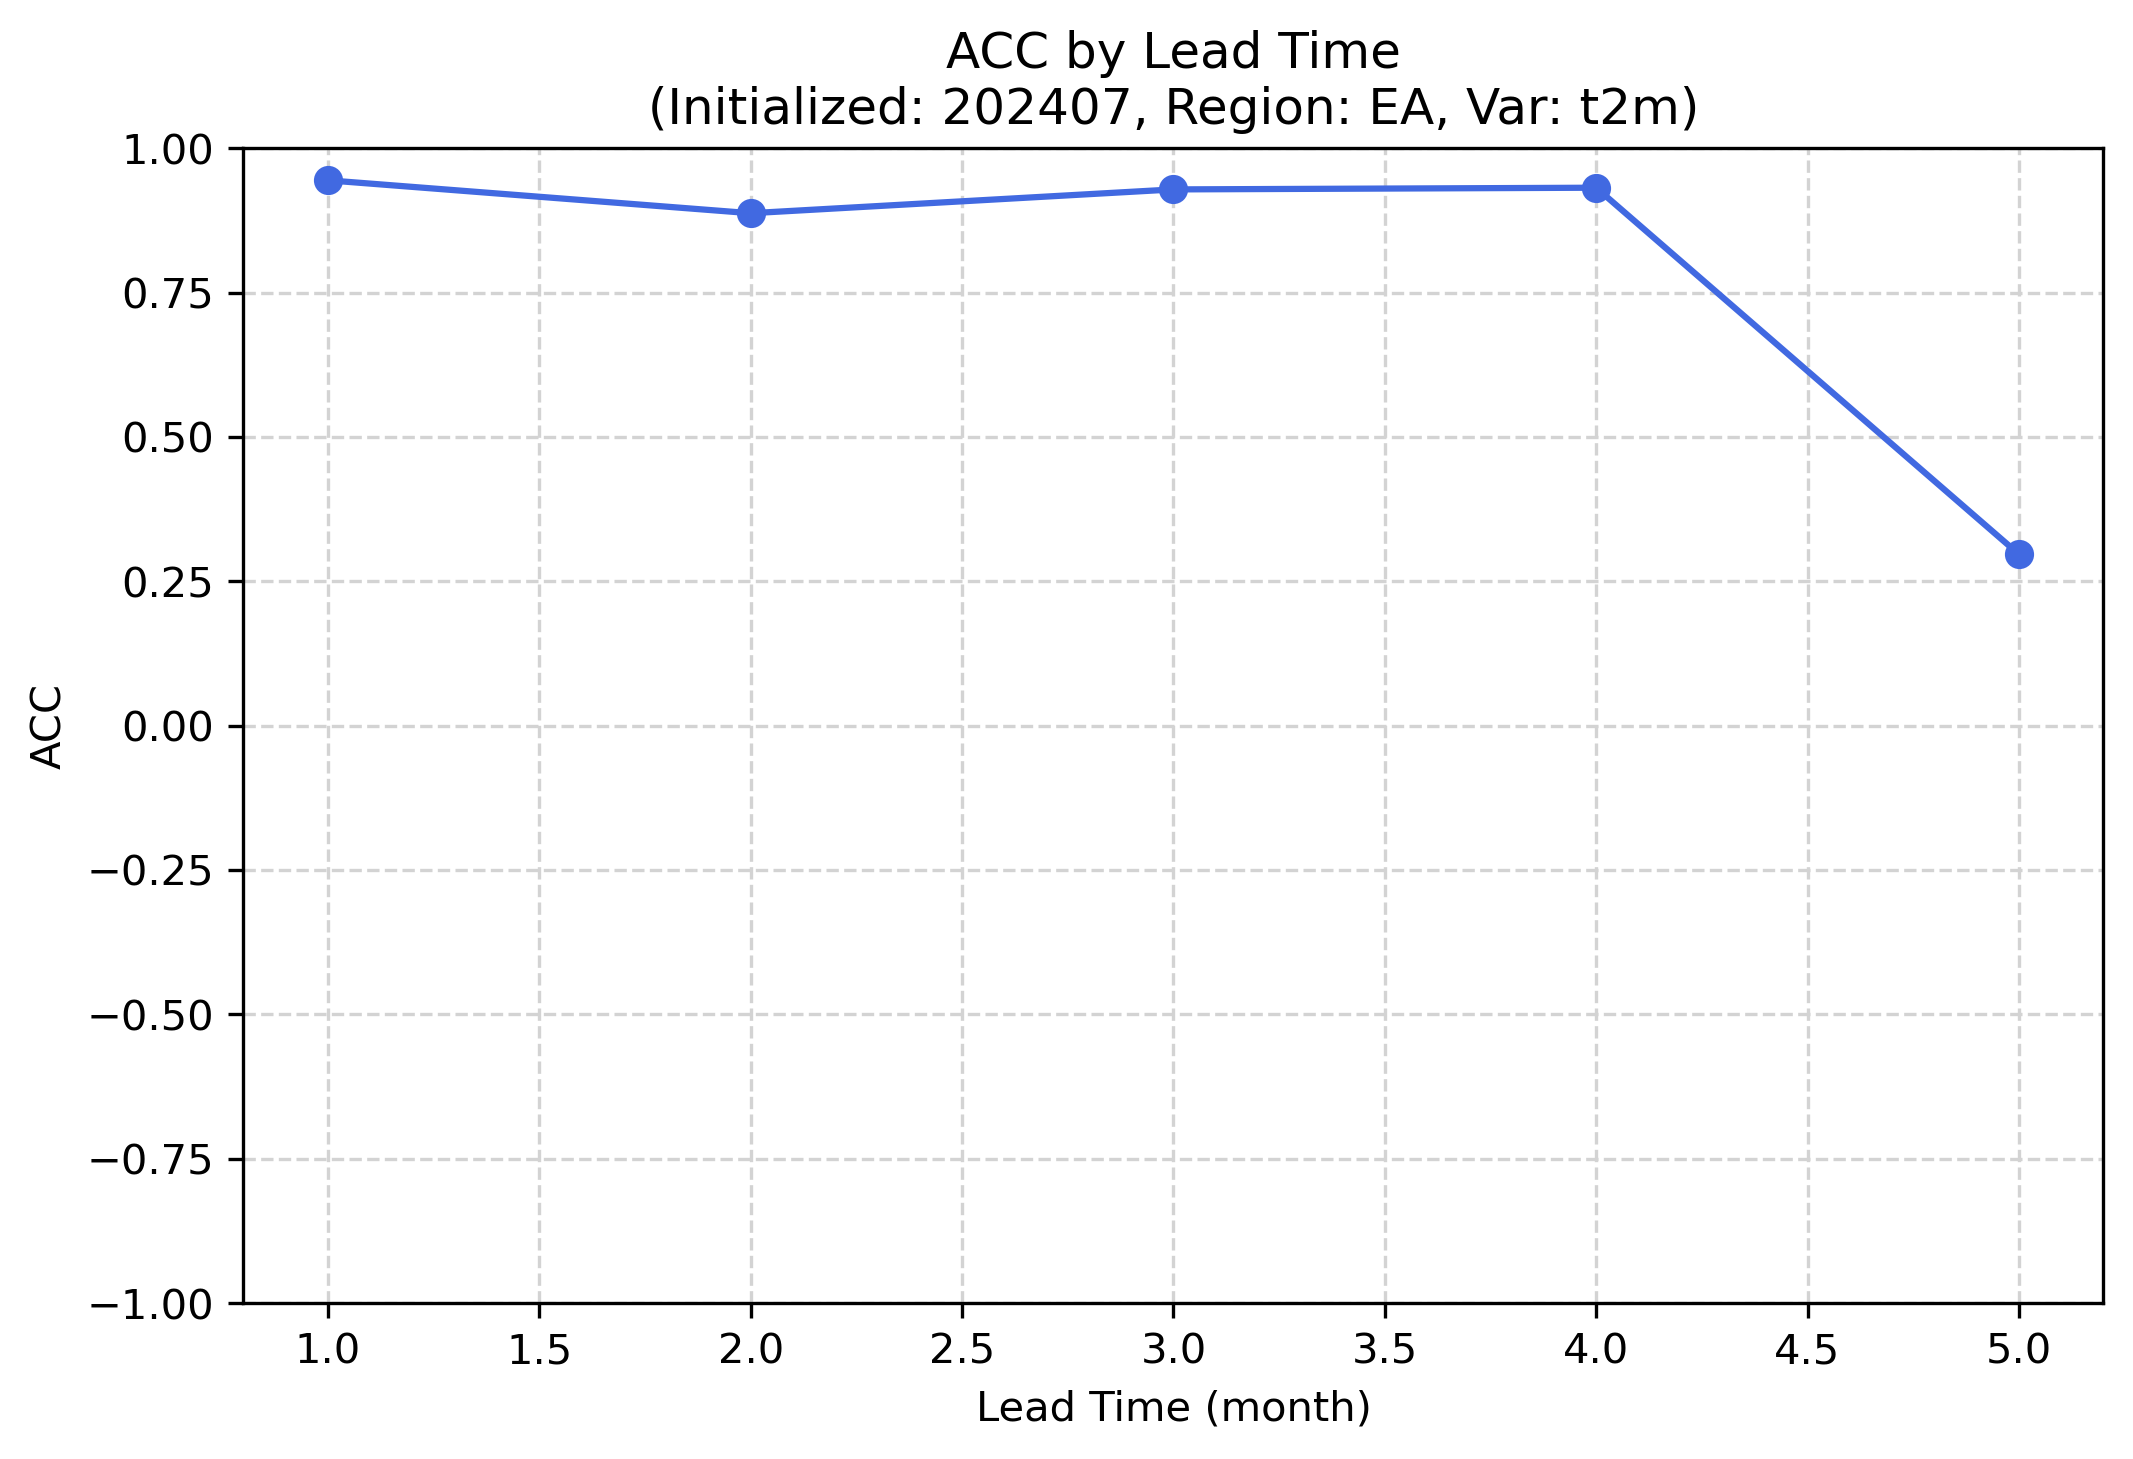 ACC by Lead Time
(Initialized: 202407, Region: EA, Var: t2m)
1.00
0.75
0.50
0.25
0.00
−0.25
−0.50
−0.75
−1.00
ACC
1.0 1.5 2.0 2.5 3.0 3.5 4.0 4.5 5.0
Lead Time (month)